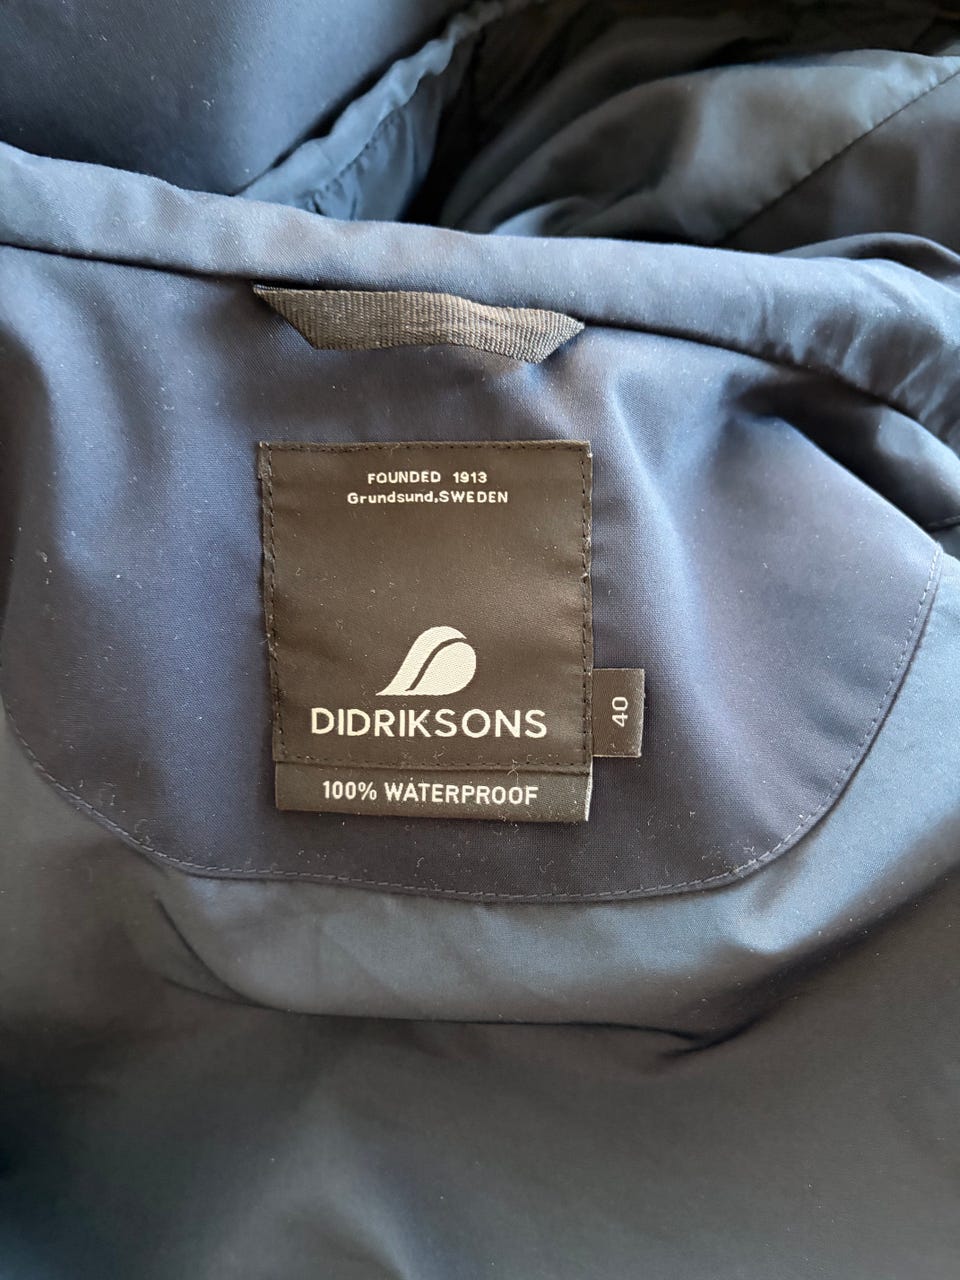 FOUNDED 1913
Grundsund,SWEDEN
DIDRIKSONS
40
100% WATERPROOF